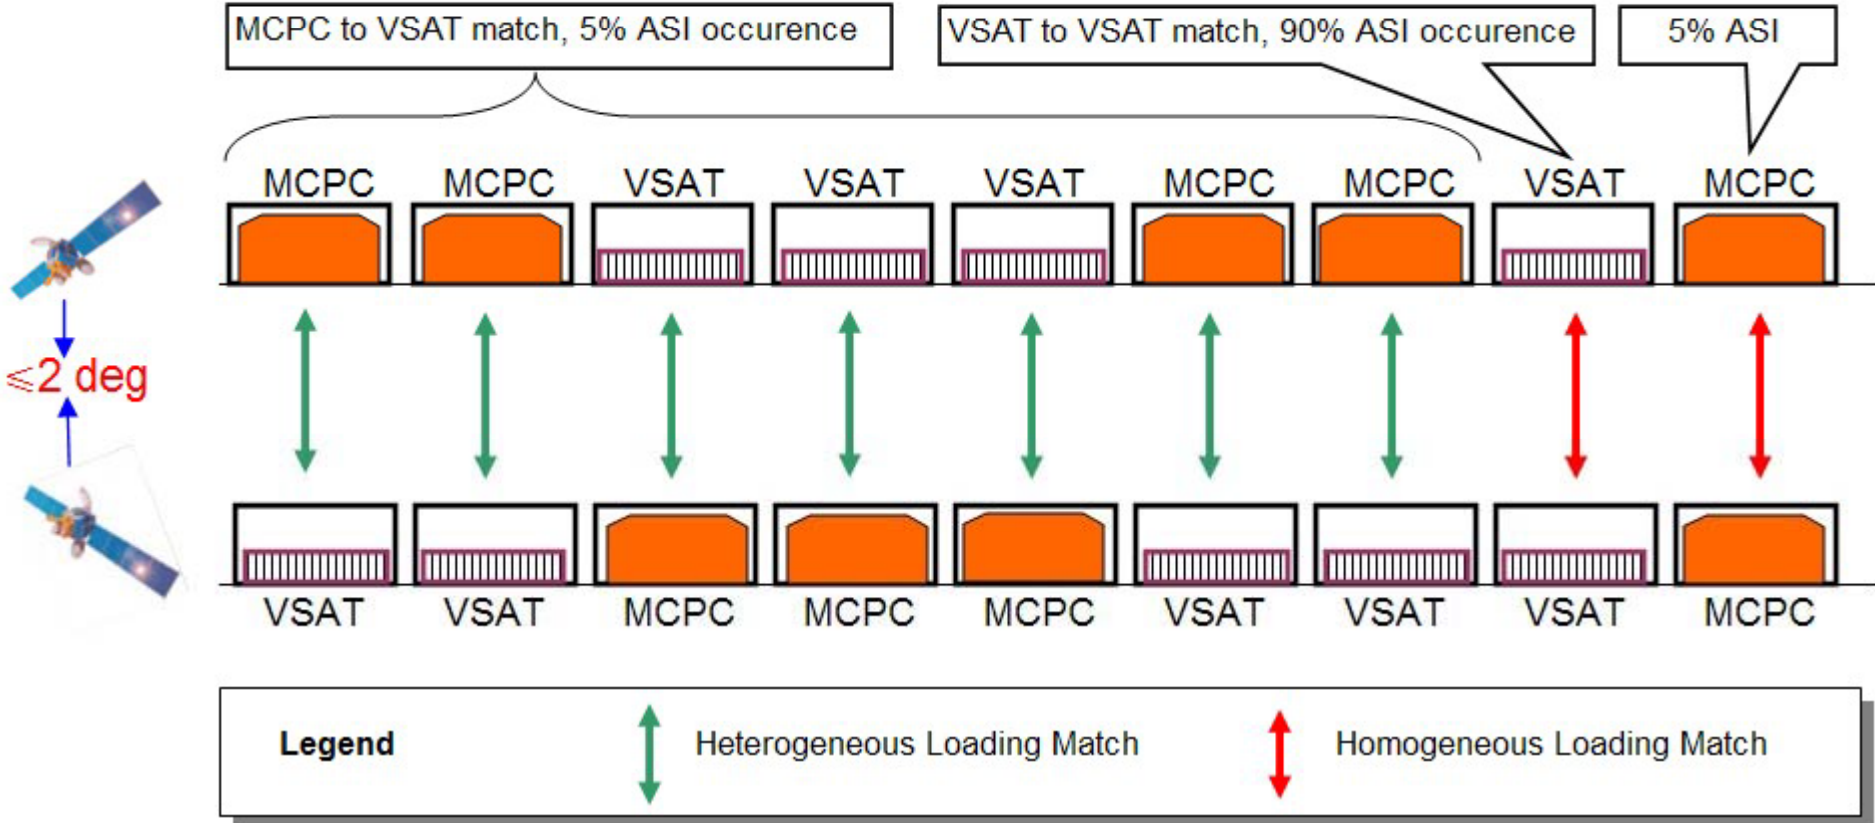 MCPC to VSAT match, 5% ASI occurence
VSAT to VSAT match, 90% ASI occurence
5% ASI
MCPC MCPC VSAT VSAT VSAT MCPC MCPC VSAT MCPC
⩽2 deg
VSAT VSAT MCPC MCPC MCPC VSAT VSAT VSAT MCPC
Legend Heterogeneous Loading Match Homogeneous Loading Match